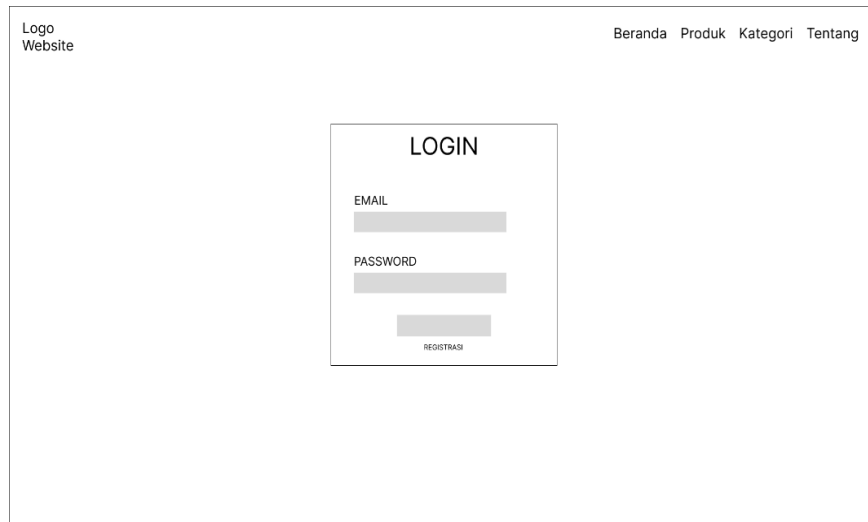 Logo
Website
Beranda Produk Kategori Tentang
LOGIN
EMAIL
PASSWORD
REGISTRASI